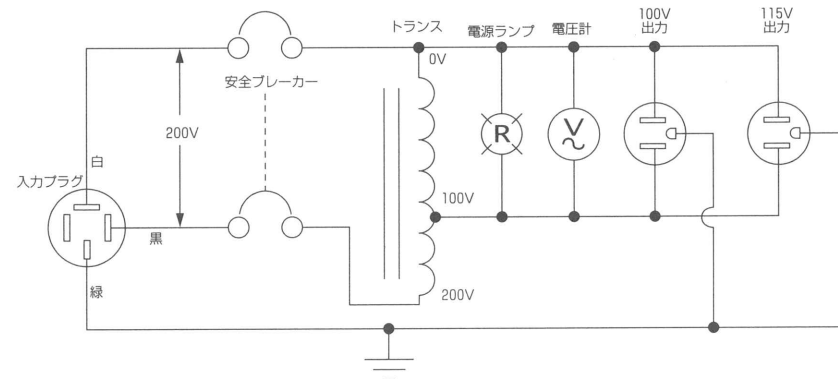 トランス
電源ランプ
電圧計
100V
出力
115V
出力
0V
安全ブレーカー
200V
R
V
白
入力プラグ
100V
黒
緑
200V